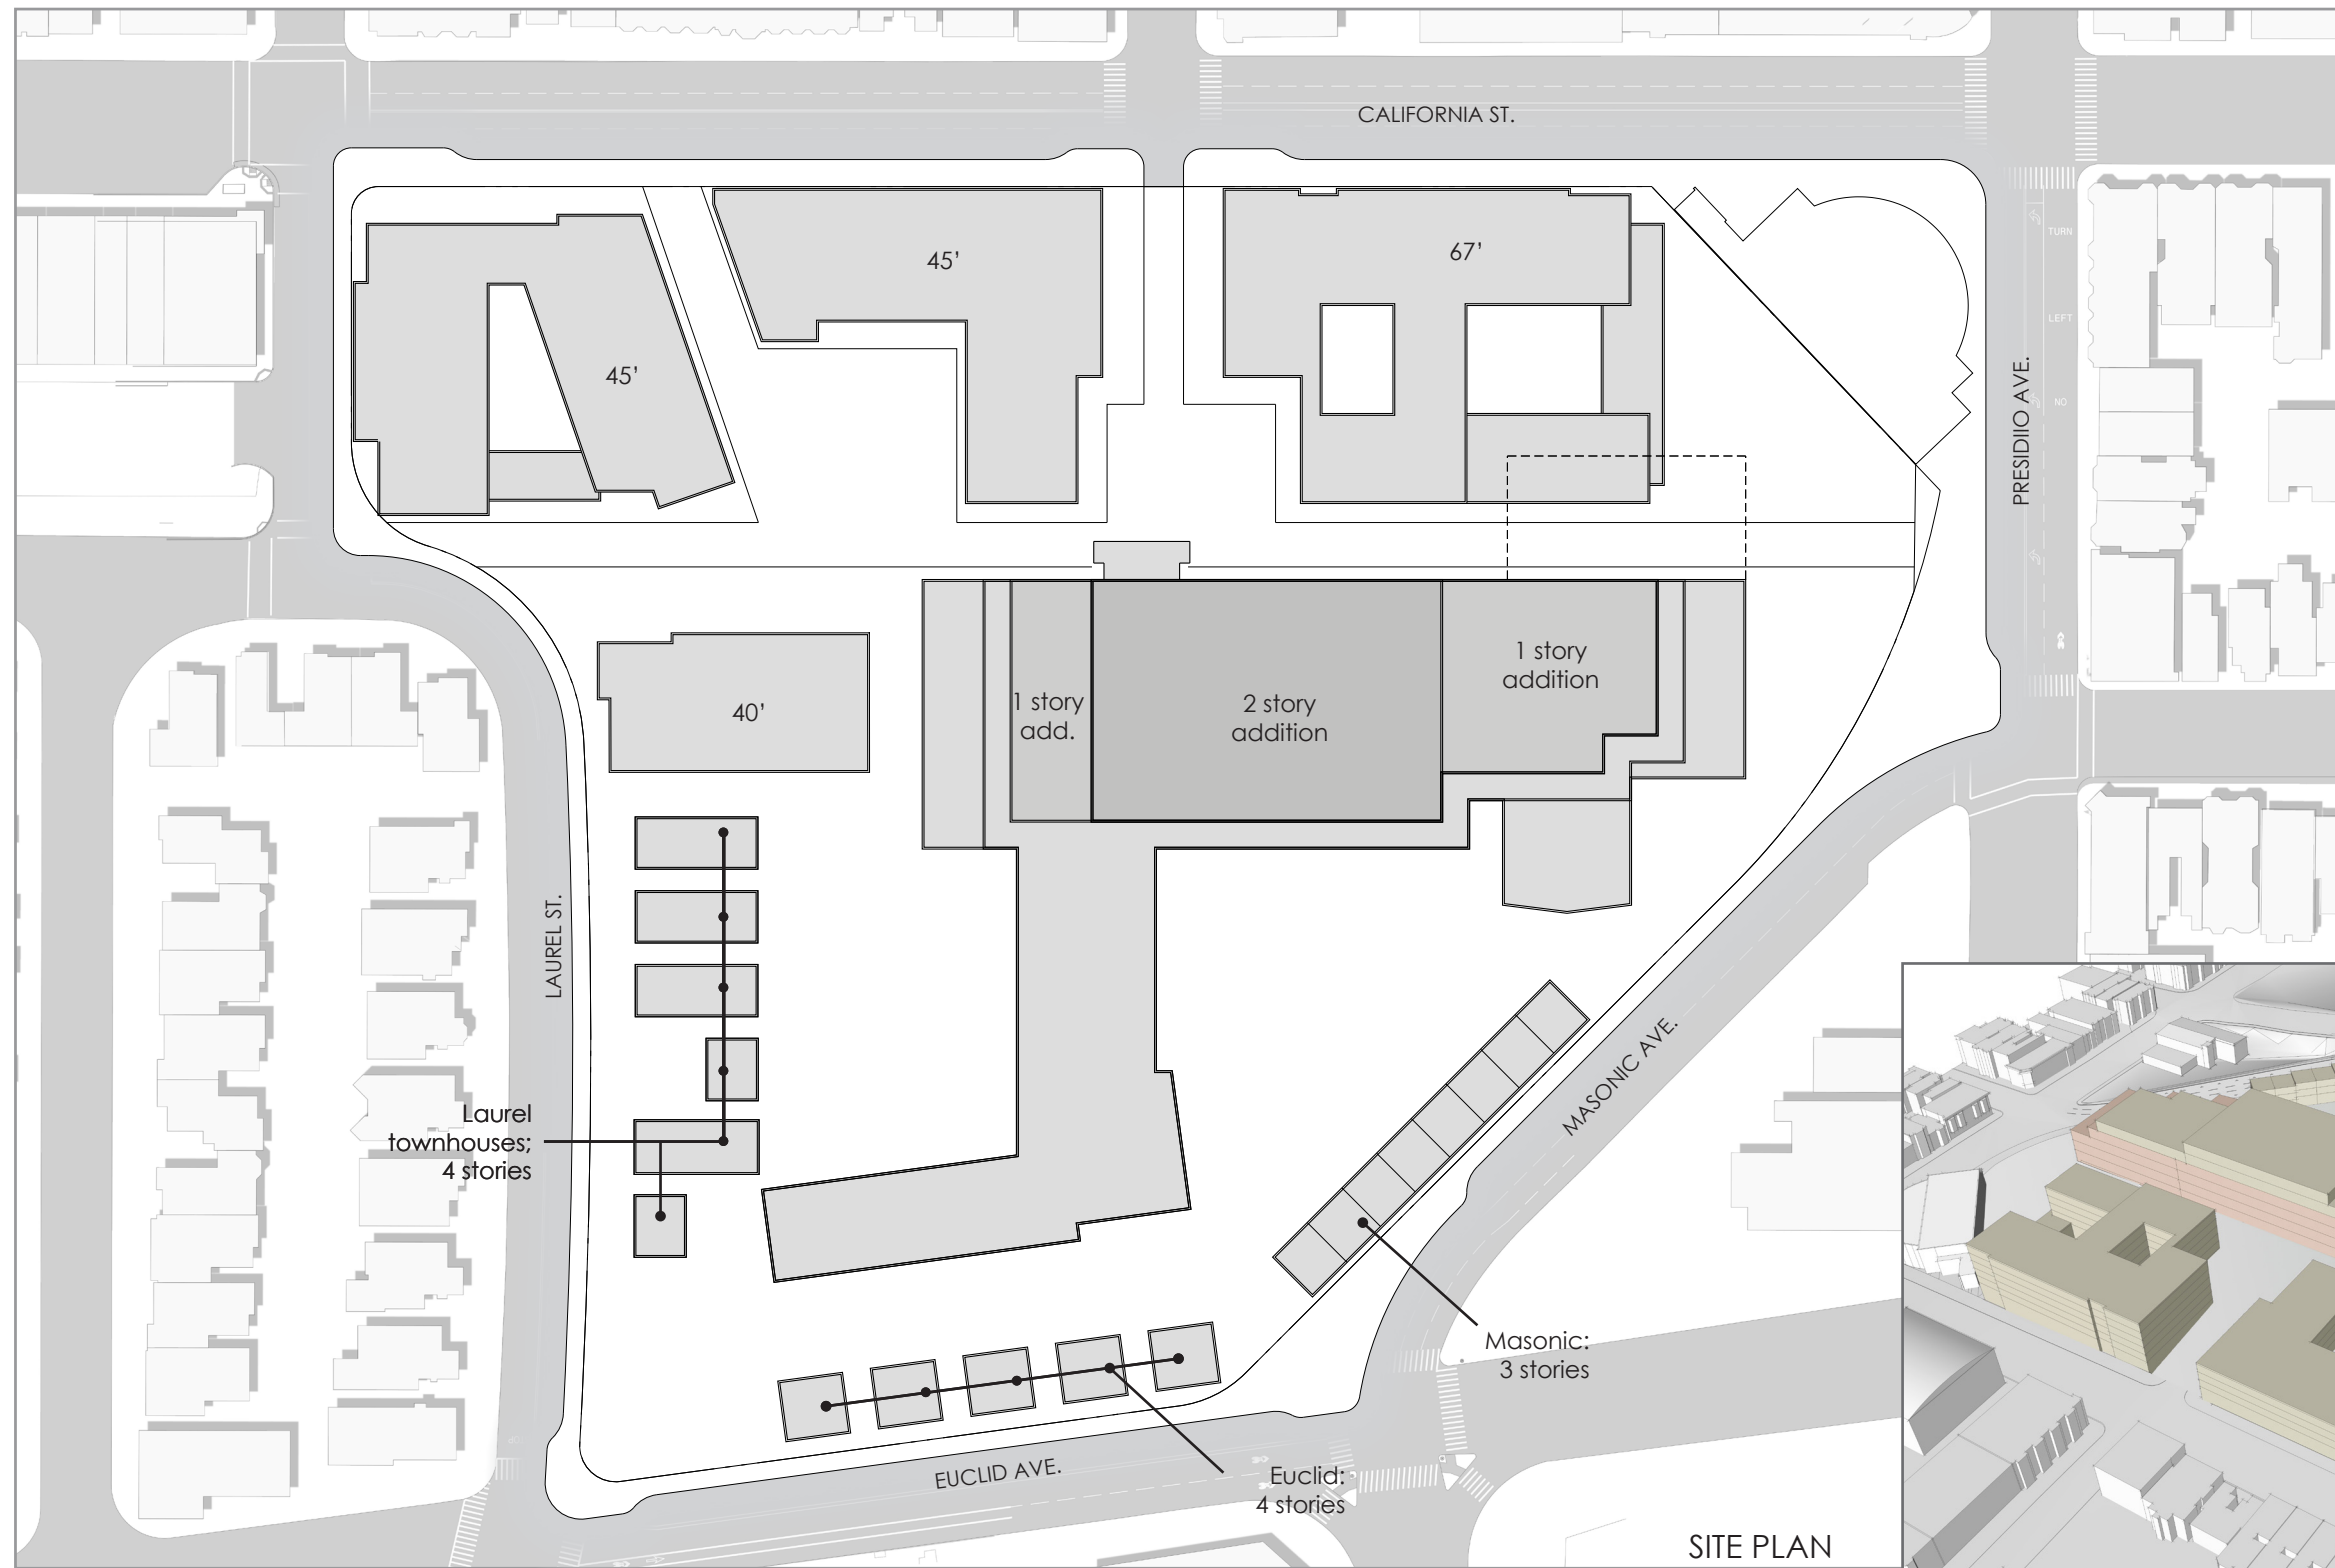 CALIFORNIA ST.
TURN
LEFT
NO
45’
67’
45’
PRESIDIIO AVE.
1 story
addition
1 story
add.
2 story
addition
40’
LAUREL ST.
MASONIC AVE.
Laurel
townhouses;
4 stories
Masonic:
3 stories
EUCLID AVE.
Euclid:
4 stories
SITE PLAN